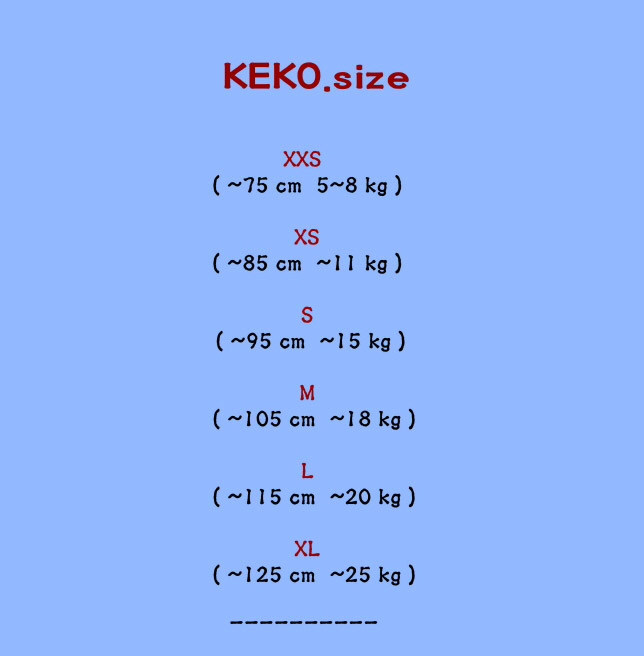 KEKO.size
XXS
( ~75 cm 5~8 kg )
XS
( ~85 cm ~11 kg )
S
( ~95 cm ~15 kg )
M
( ~105 cm ~18 kg )
L
( ~115 cm ~20 kg )
XL
( ~125 cm ~25 kg )
----------